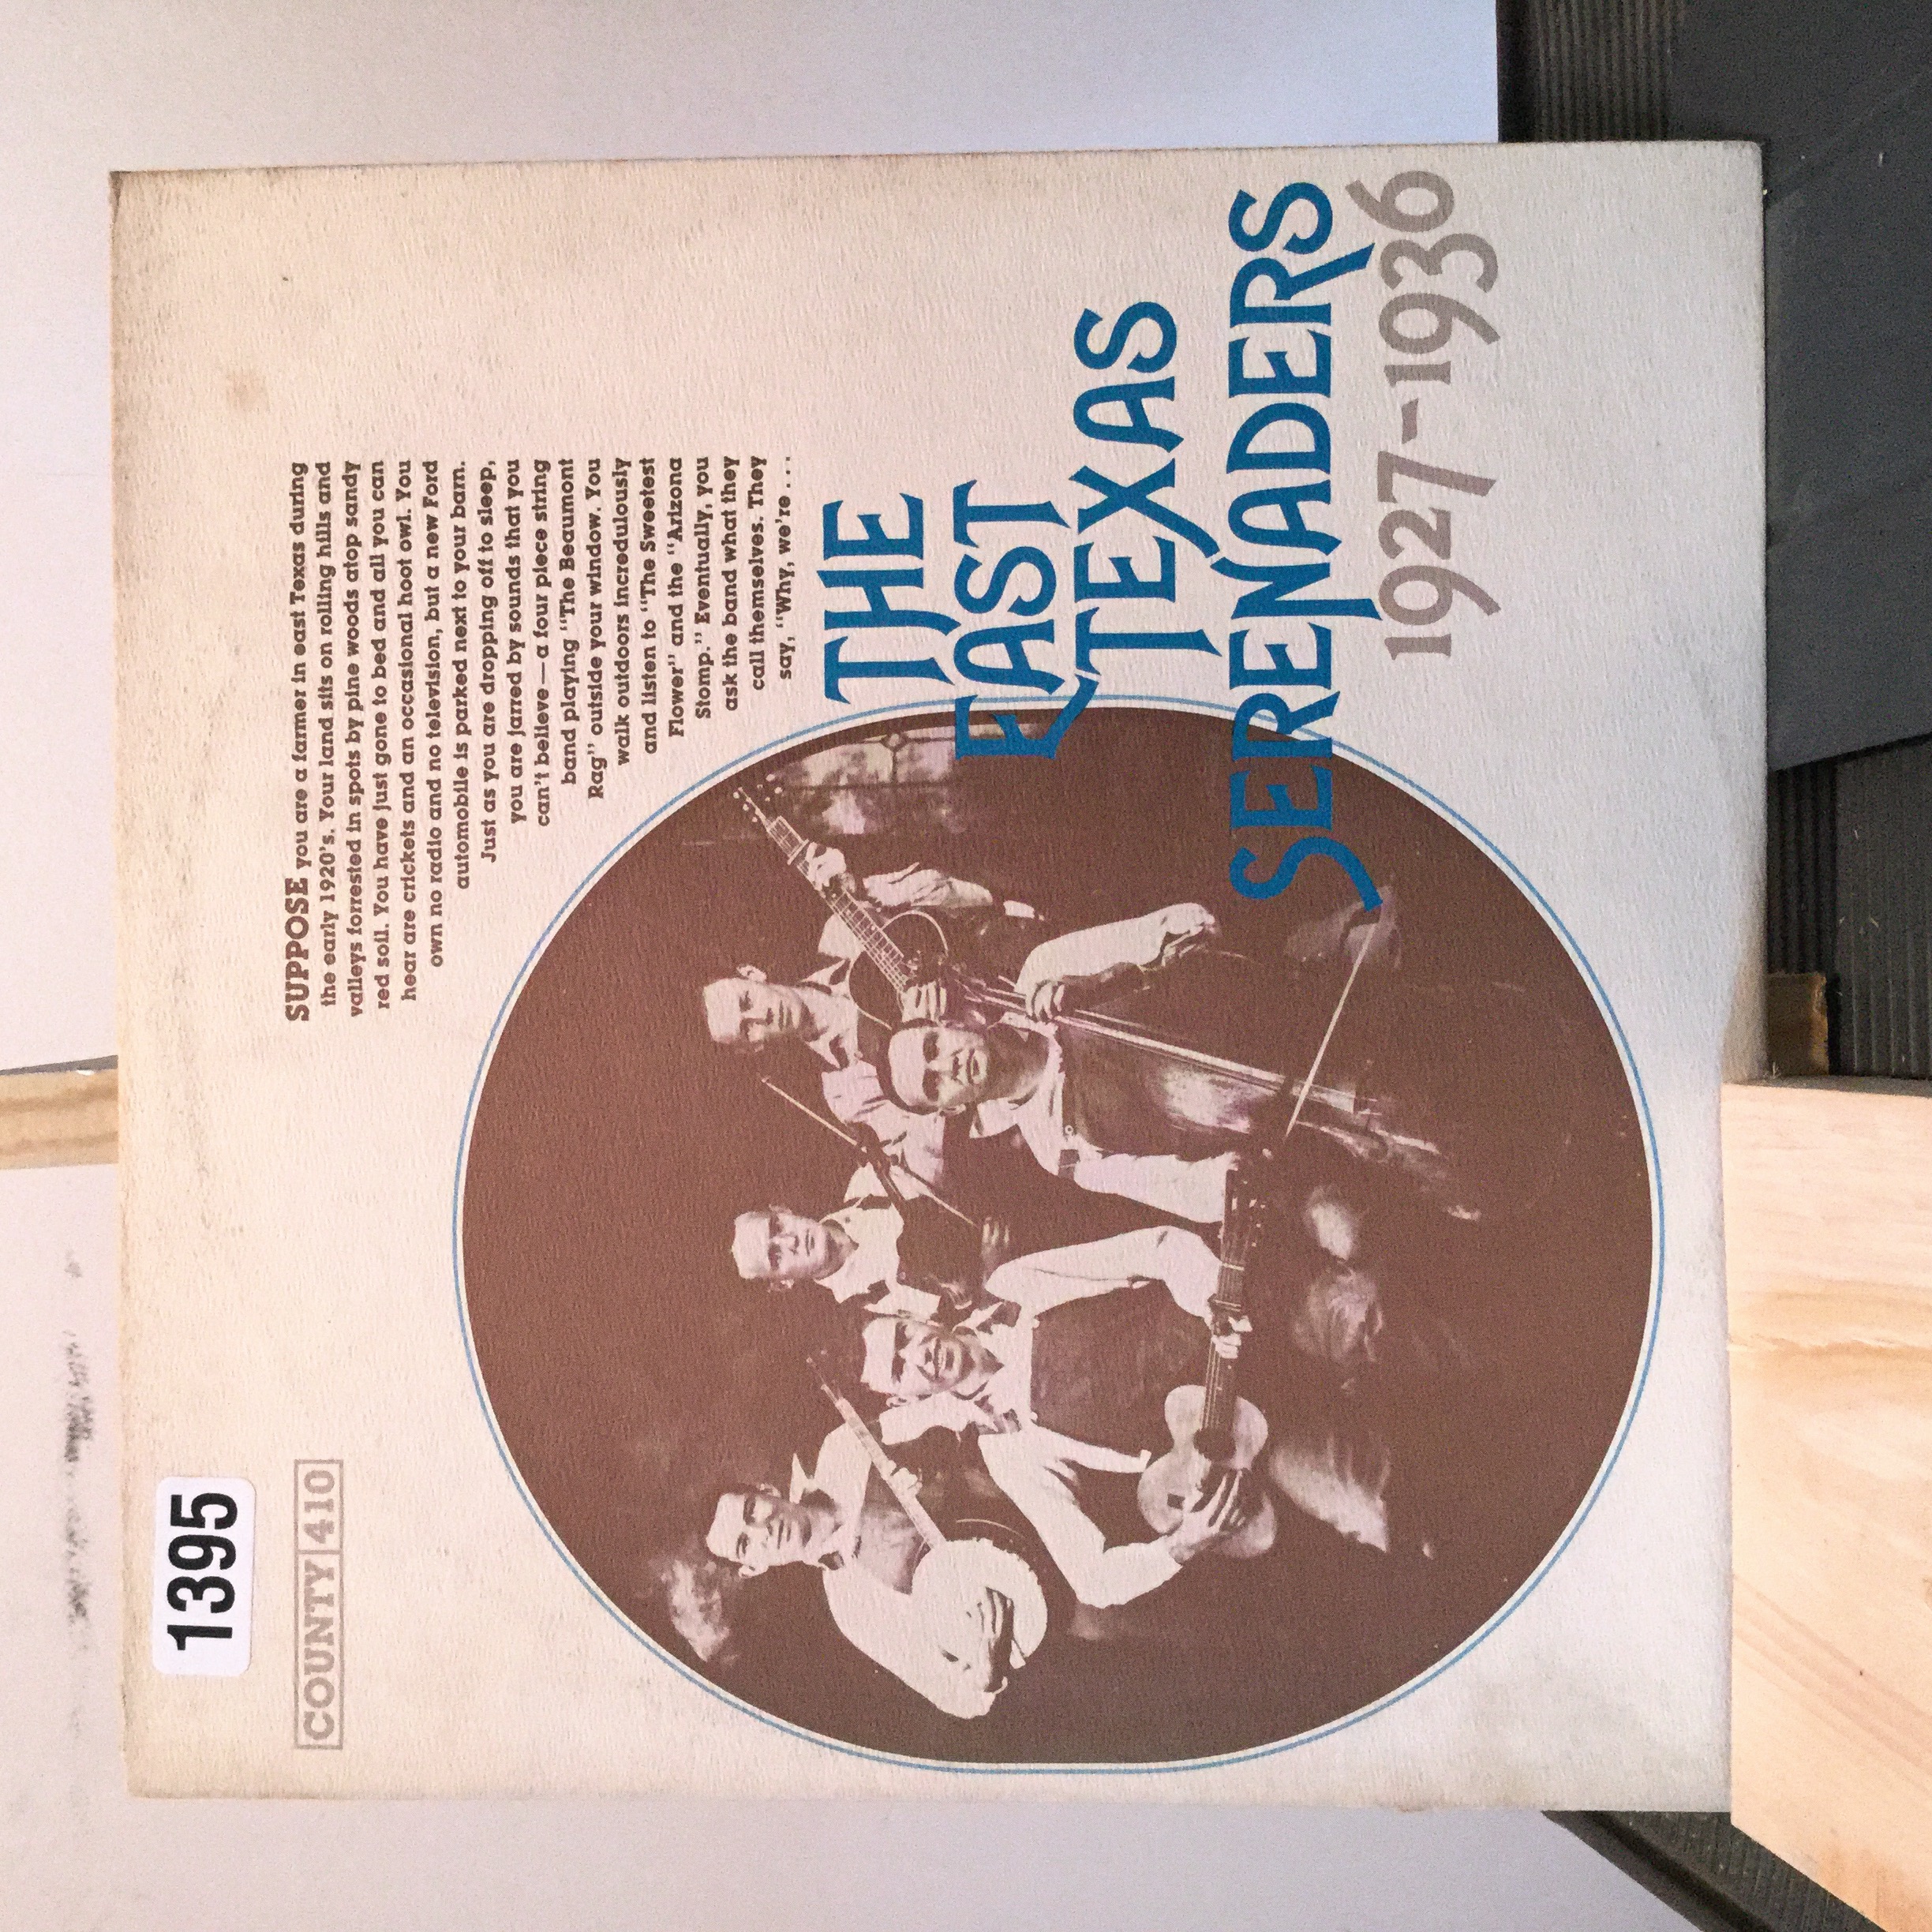 1395
COUNTY 410
SUPPOSE you are a farmer in east Texas during
the early 1920's. Your land sits on rolling hills and
valleys forrested in spots by pine woods atop sandy
red soil. You have just gone to bed and all you can
hear are crickets and an occasional hoot owl. You
own no radio and no television, but a new Ford
automobile is parked next to your barn.
Just as you are dropping off to sleep,
you are jarred by sounds that you
can't believe—a four piece string
band playing "The Beaumont
Rag" outside your window. You
walk outdoors incredulously
and listen to "The Sweetest
Flower" and the "Arizona
Stomp." Eventually, you
ask the band what they
call themselves. They
say, "Why, we're . . .
THE
EAST
TEXAS
SERENADERS
1927-1936